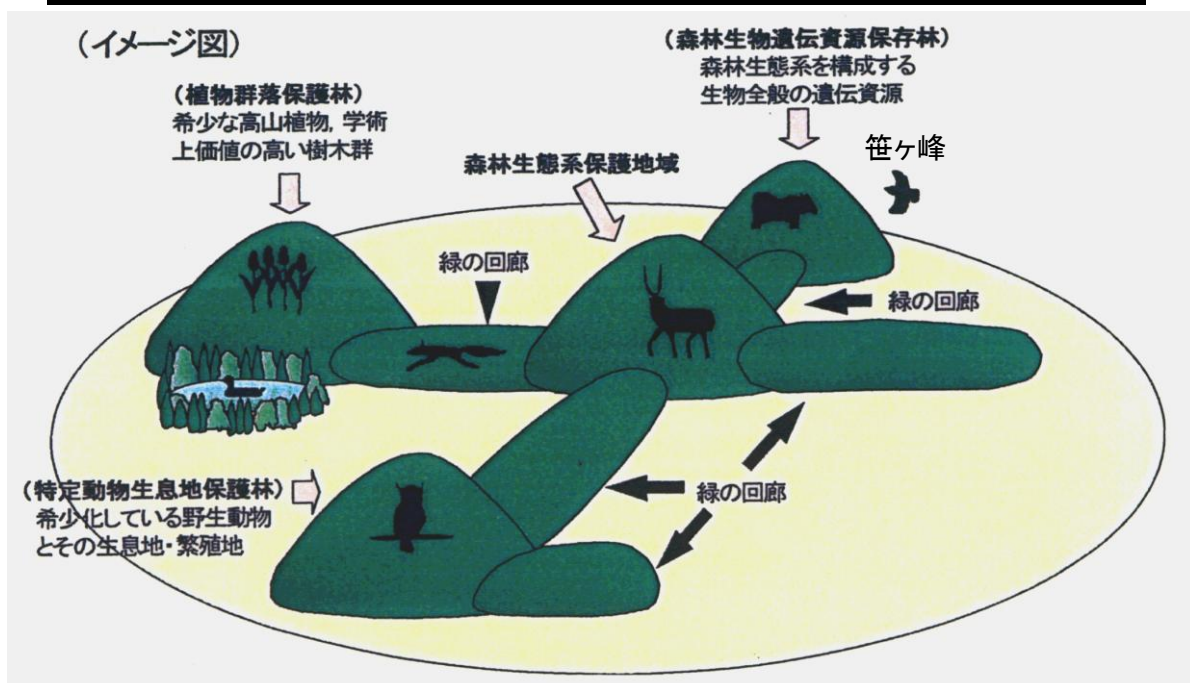 (イメージ図)
(森林生物遺伝資源保存林)
森林生態系を構成する
生物全般の遺伝資源
(植物群落保護林)
希少な高山植物，学術
上価値の高い樹木群
笹ヶ峰
森林生態系保護地域
緑の回廊
緑の回廊
(特定動物生息地保護林)
希少化している野生動物
とその生息地・繁殖地
緑の回廊